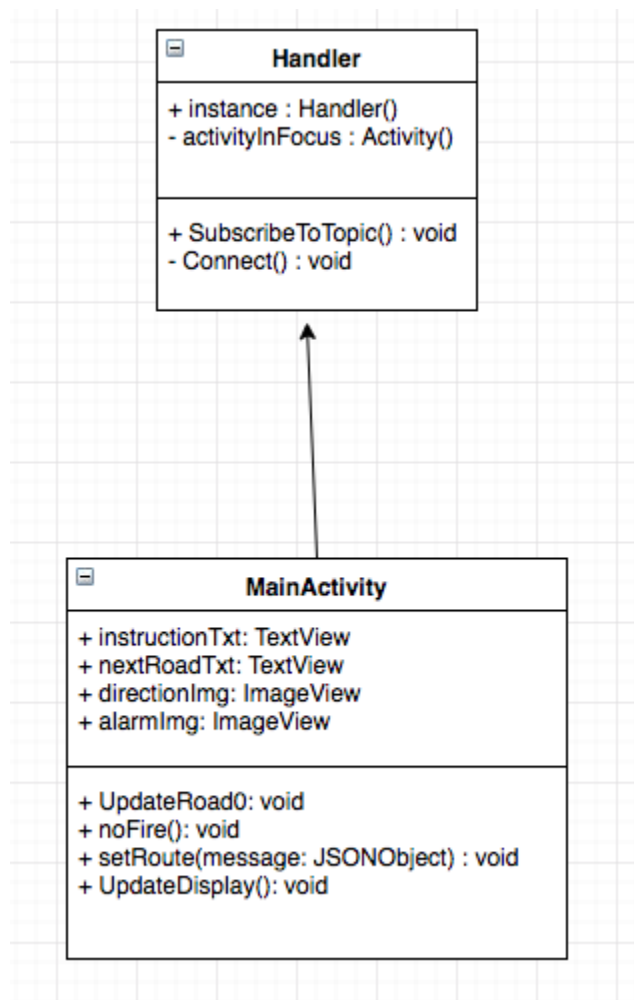 Handler
+ instance : Handler()
- activityInFocus : Activity()
+ SubscribeToTopic() : void
- Connect() : void
MainActivity
+ instructionTxt: TextView
+ nextRoadTxt: TextView
+ directionImg: ImageView
+ alarmImg: ImageView
+ UpdateRoad0: void
+ noFire(): void
+ setRoute(message: JSONObject) : void
+ UpdateDisplay(): void